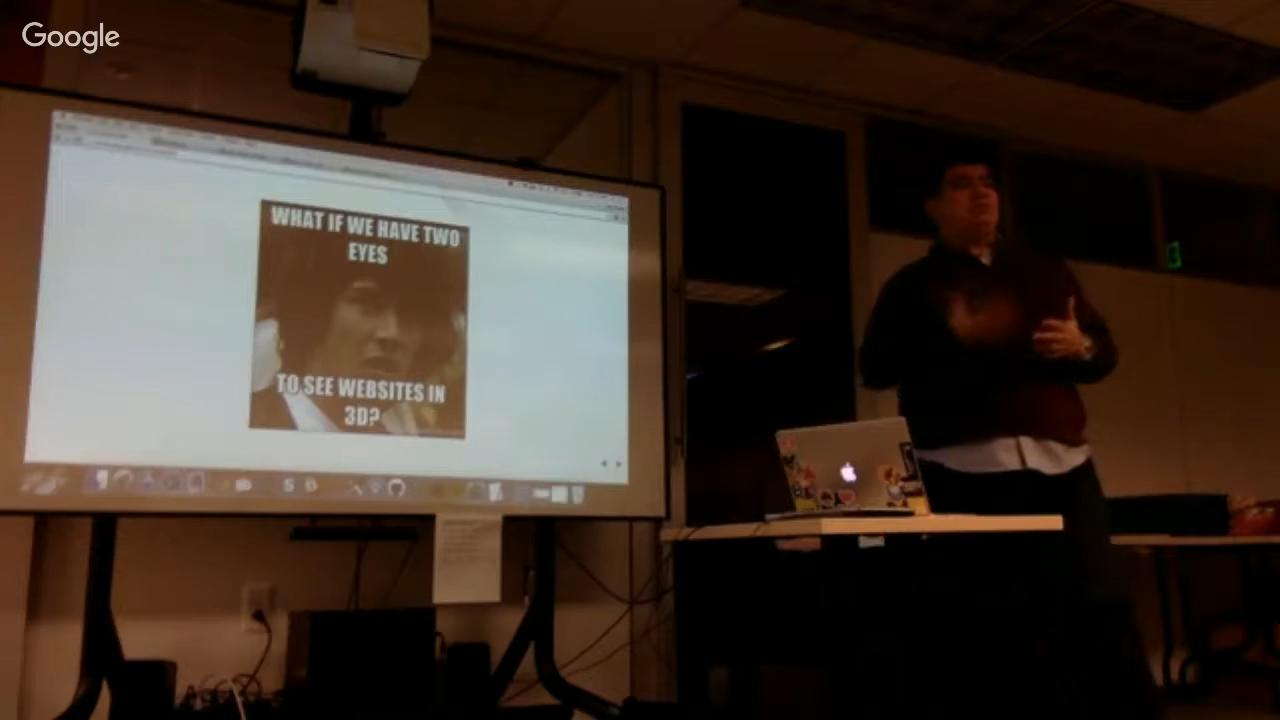 Google
WHAT IF WE HAVE TWO
EYES
TO SEE WEBSITES IN
3D?